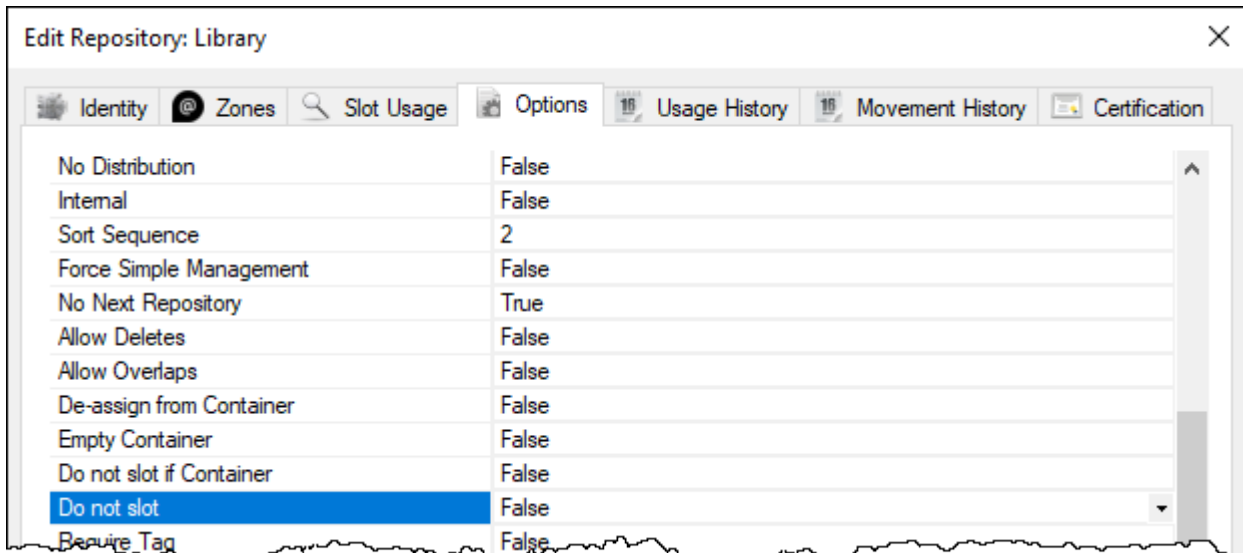 Edit Repository: Library
Identity Zones Slot Usage Options Usage History Movement History Certification
No Distribution False
Internal False
Sort Sequence 2
Force Simple Management False
No Next Repository True
Allow Deletes False
Allow Overlaps False
De-assign from Container False
Empty Container False
Do not slot if Container False
Do not slot False
Require Tag False